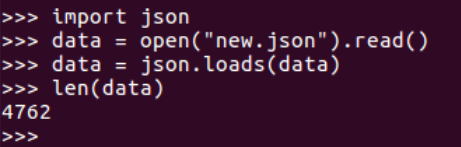 >>> import json
>>> data = open("new.json").read()
>>> data = json.loads(data)
>>> len(data)
4762
>>>